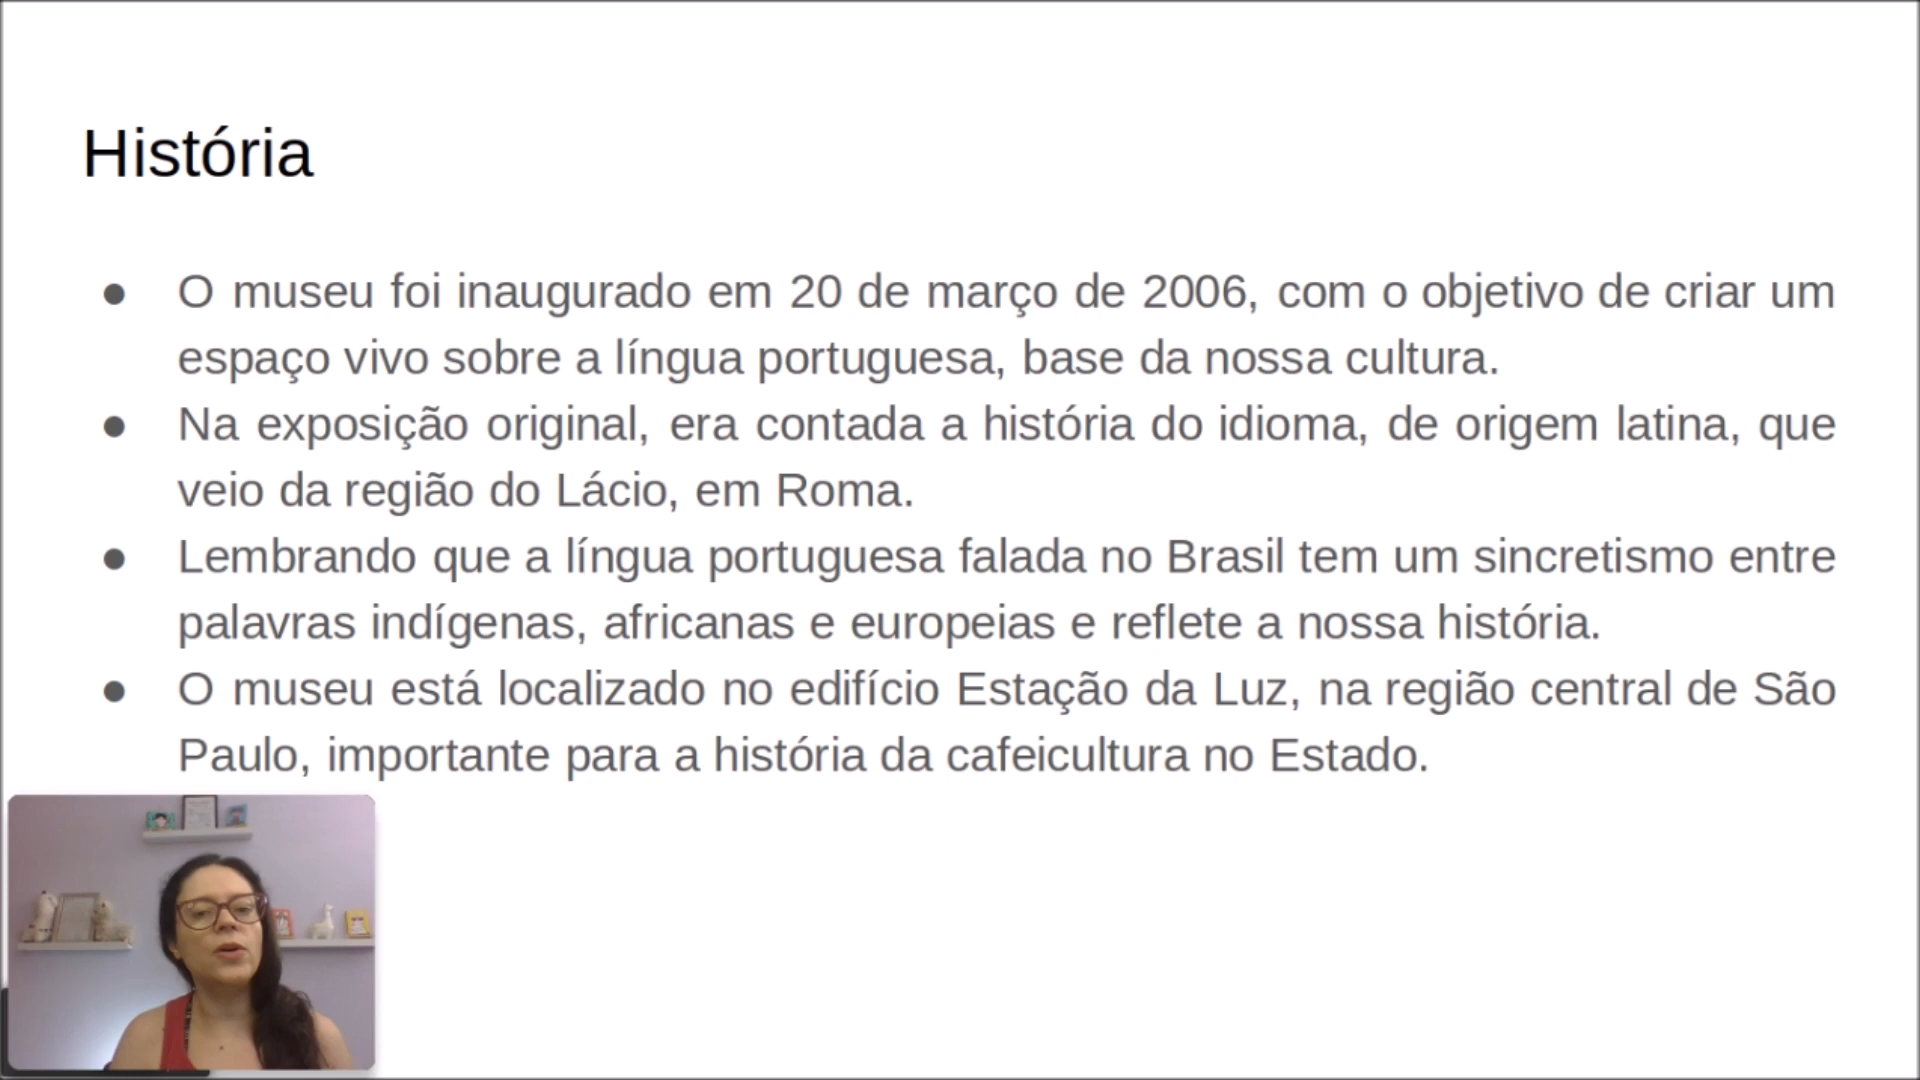 História
● O museu foi inaugurado em 20 de março de 2006, com o objetivo de criar um
espaço vivo sobre a língua portuguesa, base da nossa cultura.
● Na exposição original, era contada a história do idioma, de origem latina, que
veio da região do Lácio, em Roma.
● Lembrando que a língua portuguesa falada no Brasil tem um sincretismo entre
palavras indígenas, africanas e europeias e reflete a nossa história.
● O museu está localizado no edifício Estação da Luz, na região central de São
Paulo, importante para a história da cafeicultura no Estado.